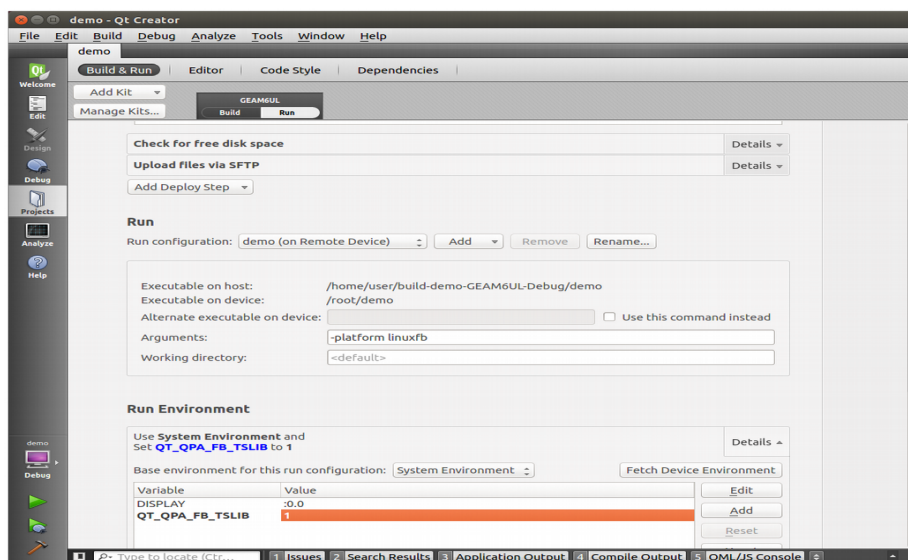 demo - Qt Creator
File Edit Build Debug Analyze Tools Window Help
demo
Qt
Welcome
Build & Run Editor Code Style Dependencies
Edit
Add Kit
Manage Kits...
GEAM6UL
Build Run
Design
Check for free disk space Details
Upload files via SFTP Details
Debug
Add Deploy Step
Projects
Run
Run configuration: demo (on Remote Device) Add Remove Rename...
Analyze
Help
Executable on host: /home/user/build-demo-GEAM6UL-Debug/demo
Executable on device: /root/demo
Alternate executable on device: Use this command instead
Arguments: -platform linuxfb
Working directory: <default>
Run Environment
Use System Environment and
Set QT_QPA_FB_TSLIB to 1
Details
demo
Debug
Base environment for this run configuration: System Environment Fetch Device Environment
Variable Value Edit
DISPLAY :0.0
QT_QPA_FB_TSLIB 1
Add
Reset
Type to locate (Ctr... 1 Issues 2 Search Results 3 Application Output 4 Compile Output 5 QML/JS Console